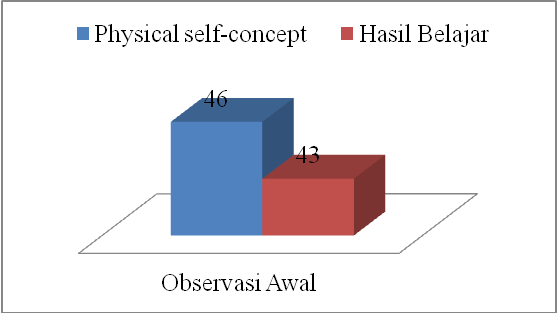 Physical self-concept Hasil Belajar
46
43
Observasi Awal